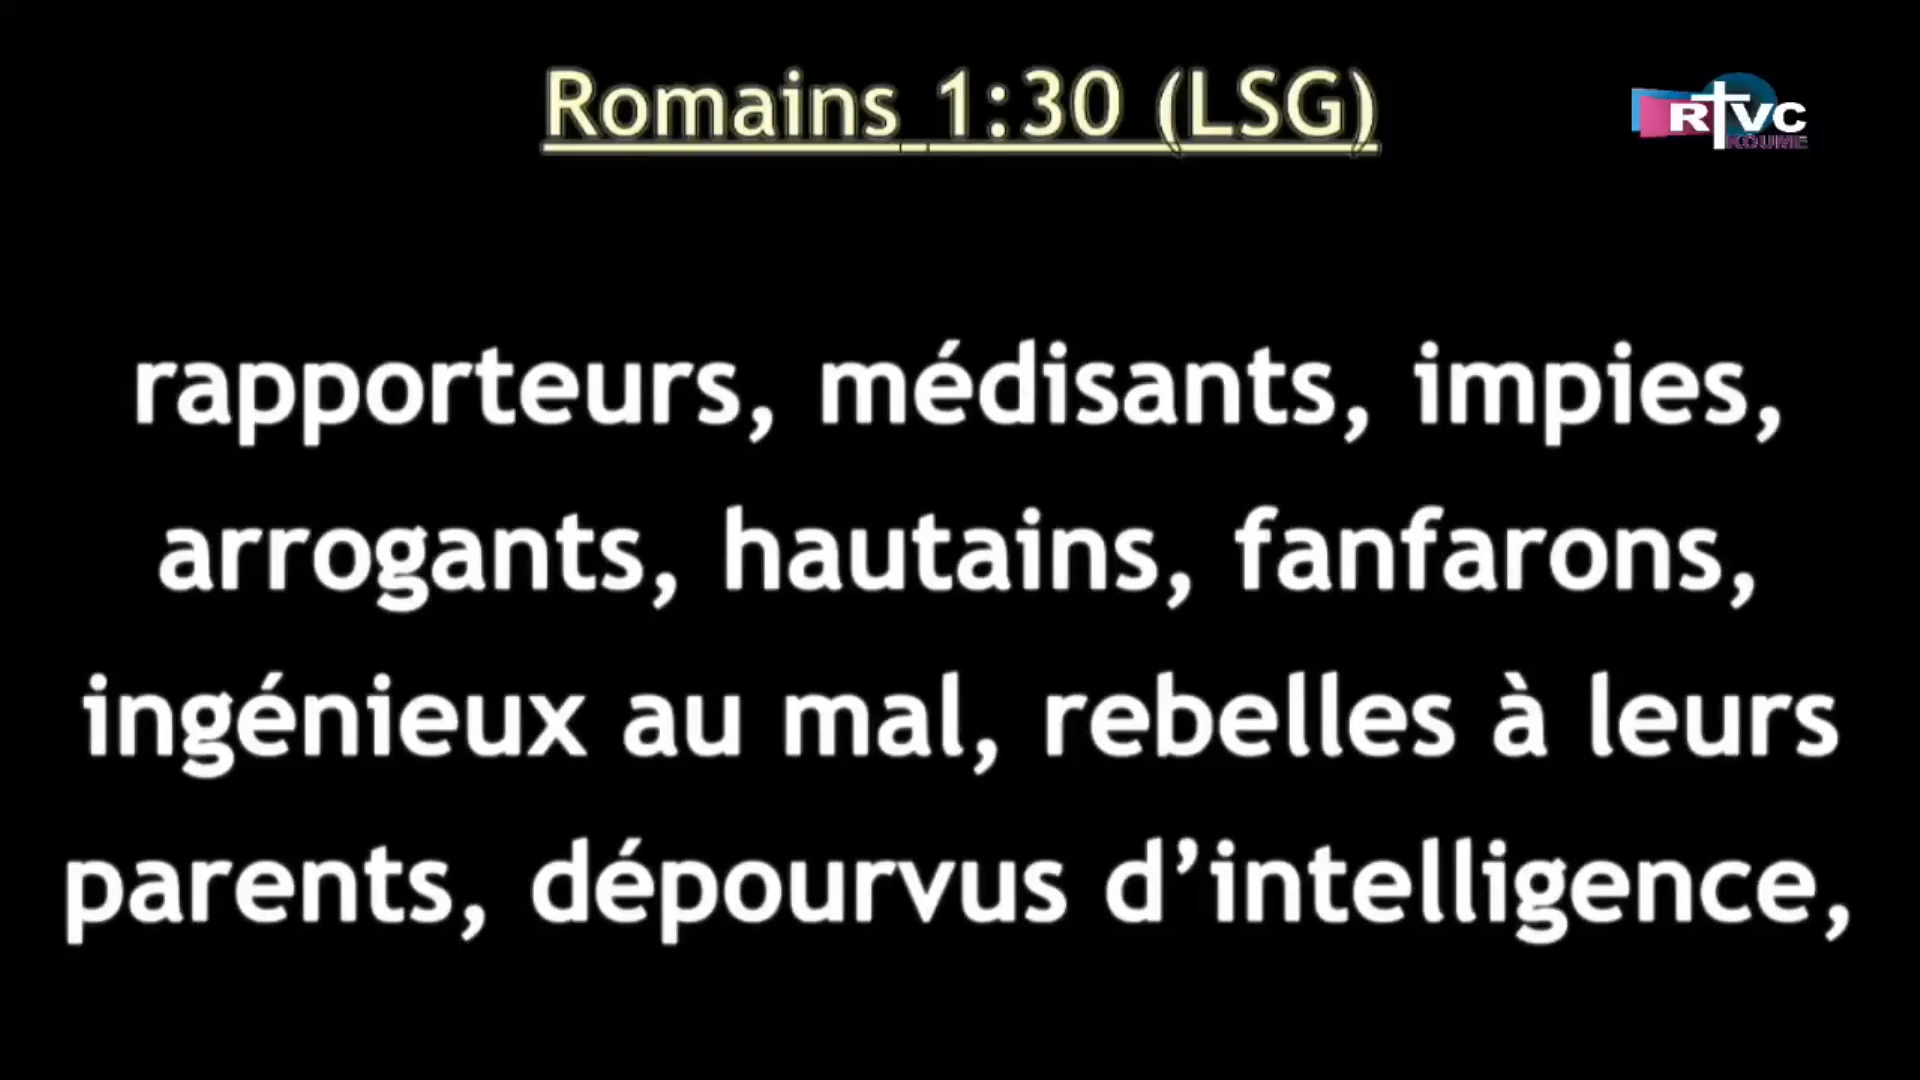 Romains 1:30 (LSG)
RTVC
KOUME
rapporteurs, médisants, impies,
arrogants, hautains, fanfarons,
ingénieux au mal, rebelles à leurs
parents, dépourvus d’intelligence,